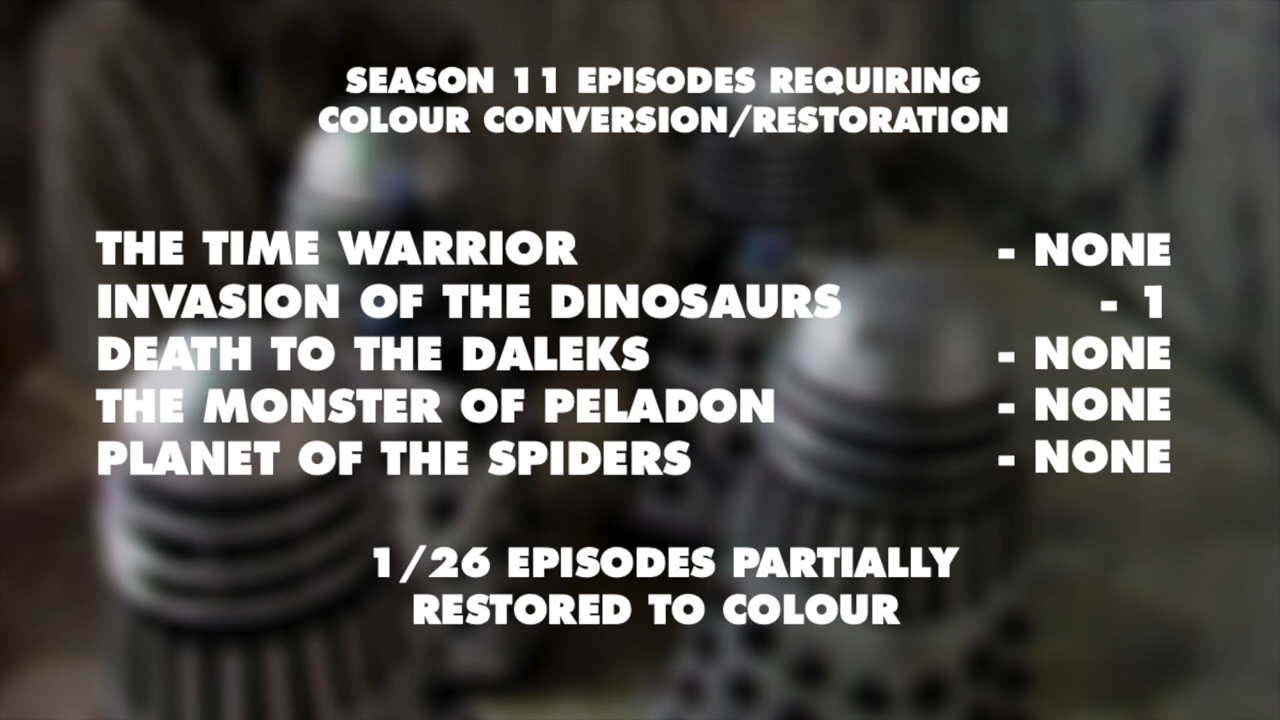 SEASON 11 EPISODES REQUIRING
COLOUR CONVERSION/RESTORATION
THE TIME WARRIOR - NONE
INVASION OF THE DINOSAURS - 1
DEATH TO THE DALEKS - NONE
THE MONSTER OF PELADON - NONE
PLANET OF THE SPIDERS - NONE
1/26 EPISODES PARTIALLY
RESTORED TO COLOUR